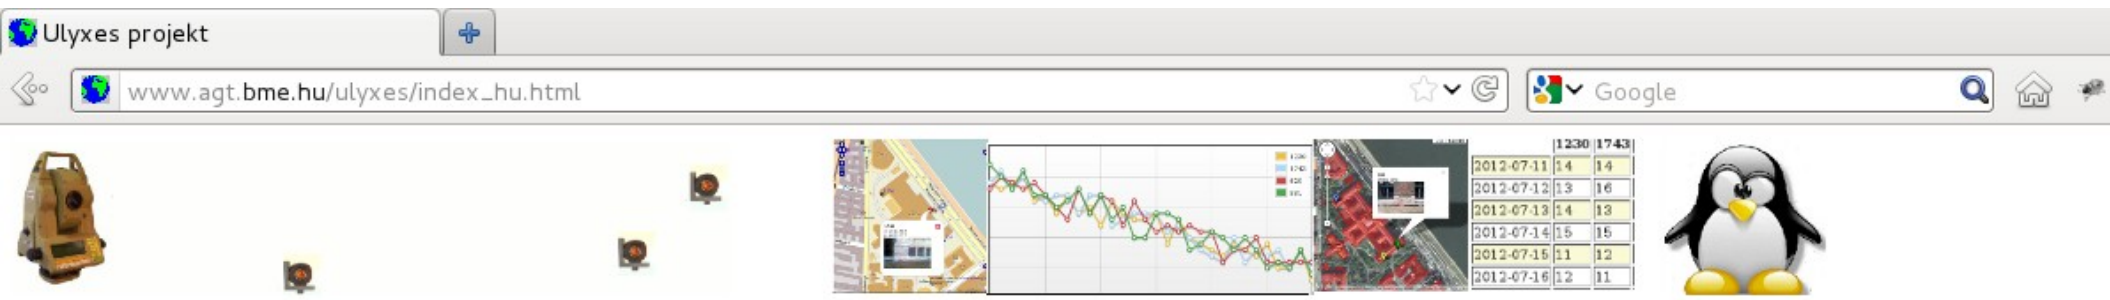 Ulyxes projekt
www.agt.bme.hu/ulyxes/index_hu.html
Google
1230 1743
2012-07-11 14 14
2012-07-12 13 16
2012-07-13 14 13
2012-07-14 15 15
2012-07-15 11 12
2012-07-16 12 11